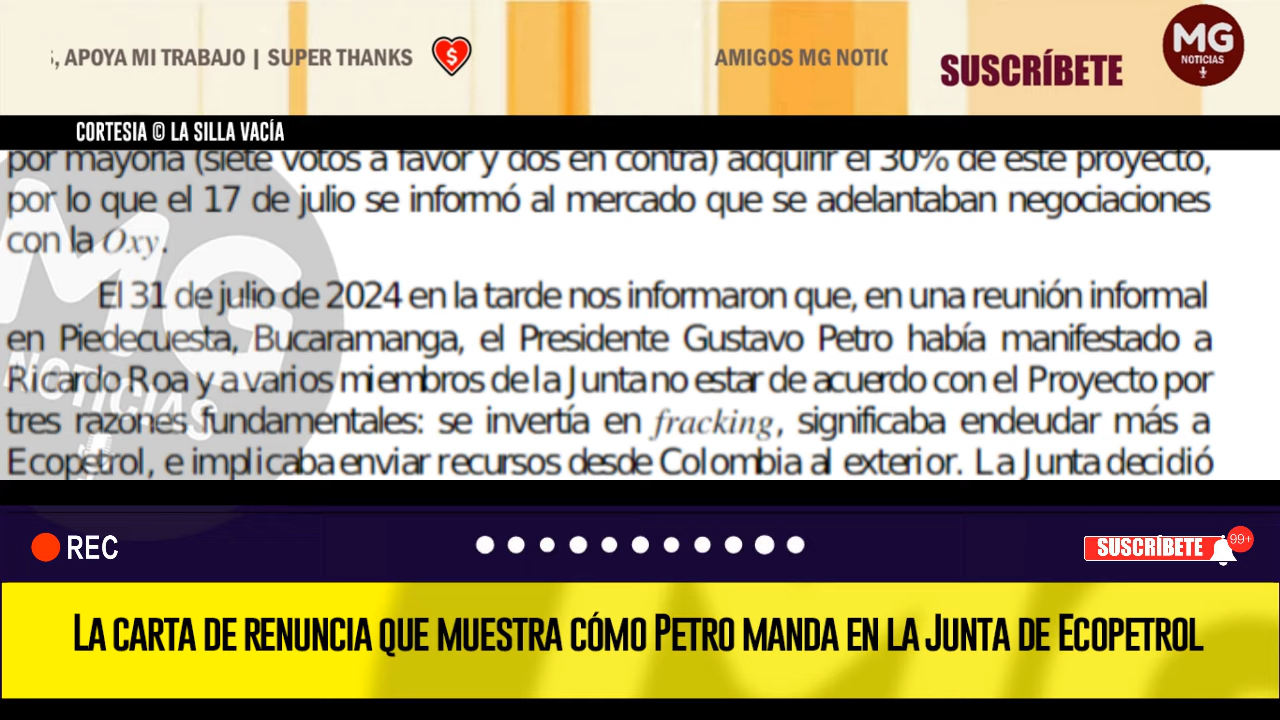 , APOYA MI TRABAJO | SUPER THANKS
$
AMIGOS MG NOTIC
SUSCRÍBETE
MG
NOTICIAS
CORTESIA © LA SILLA VACÍA
por mayoría (siete votos a favor y dos en contra) adquirir el 30% de este proyecto,
por lo que el 17 de julio se informó al mercado que se adelantaban negociaciones
con la Oxy.
El 31 de julio de 2024 en la tarde nos informaron que, en una reunión informal
en Piedecuesta, Bucaramanga, el Presidente Gustavo Petro había manifestado a
Ricardo Roa y a varios miembros de la Junta no estar de acuerdo con el Proyecto por
tres razones fundamentales: se invertía en fracking, significaba endeudar más a
Ecopetrol, e implicaba enviar recursos desde Colombia al exterior. La Junta decidió
MG
NOTICIAS
REC
SUSCRÍBETE
99+
LA CARTA DE RENUNCIA QUE MUESTRA CÓMO PETRO MANDA EN LA JUNTA DE ECOPETROL